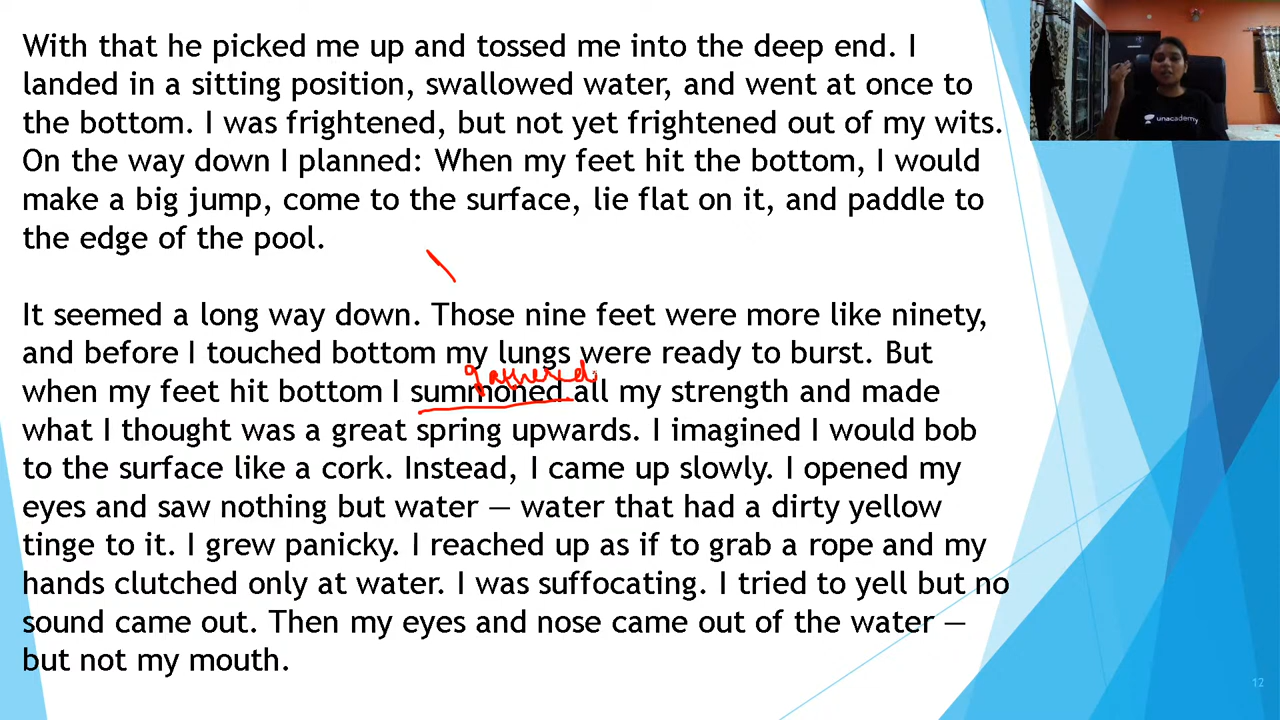 With that he picked me up and tossed me into the deep end. I
landed in a sitting position, swallowed water, and went at once to
the bottom. I was frightened, but not yet frightened out of my wits.
On the way down I planned: When my feet hit the bottom, I would
make a big jump, come to the surface, lie flat on it, and paddle to
the edge of the pool.
unacademy
It seemed a long way down. Those nine feet were more like ninety,
and before I touched bottom my lungs were ready to burst. But
gathered
when my feet hit bottom I summoned all my strength and made
what I thought was a great spring upwards. I imagined I would bob
to the surface like a cork. Instead, I came up slowly. I opened my
eyes and saw nothing but water — water that had a dirty yellow
tinge to it. I grew panicky. I reached up as if to grab a rope and my
hands clutched only at water. I was suffocating. I tried to yell but no
sound came out. Then my eyes and nose came out of the water —
but not my mouth.
12